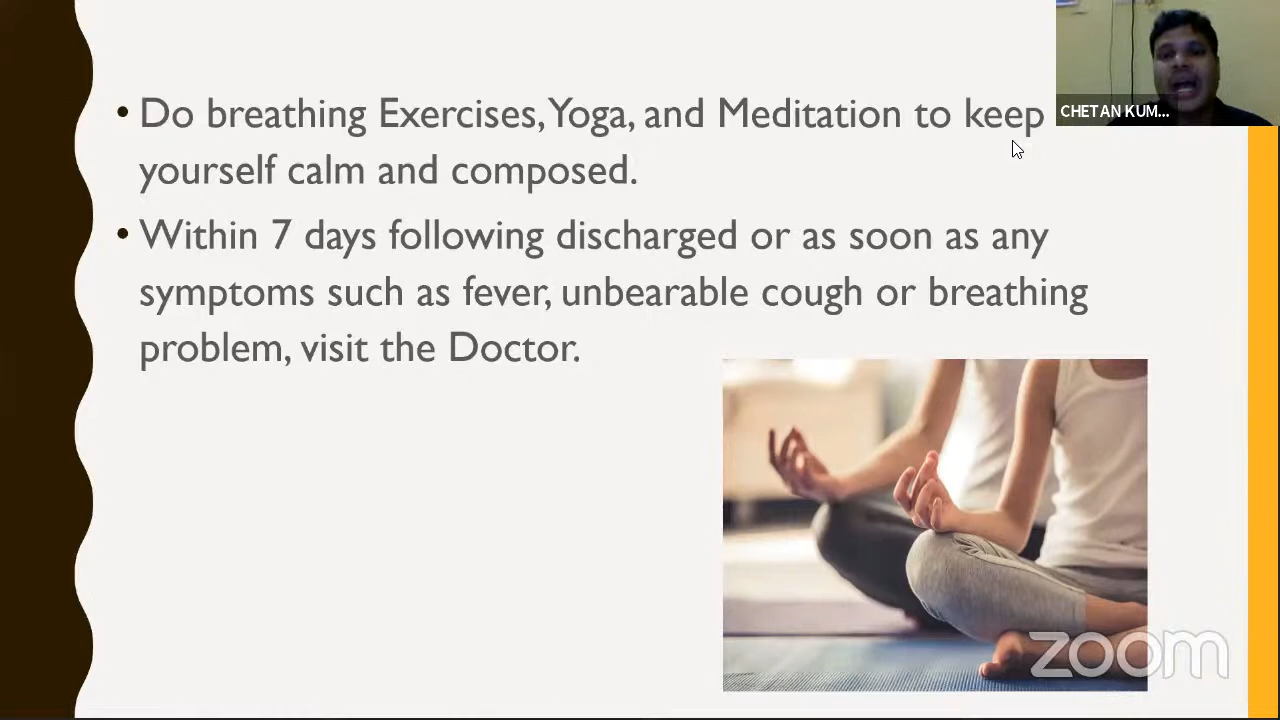 • Do breathing Exercises, Yoga, and Meditation to keep
yourself calm and composed.
• Within 7 days following discharged or as soon as any
symptoms such as fever, unbearable cough or breathing
problem, visit the Doctor.
CHETAN KUM...
zoom